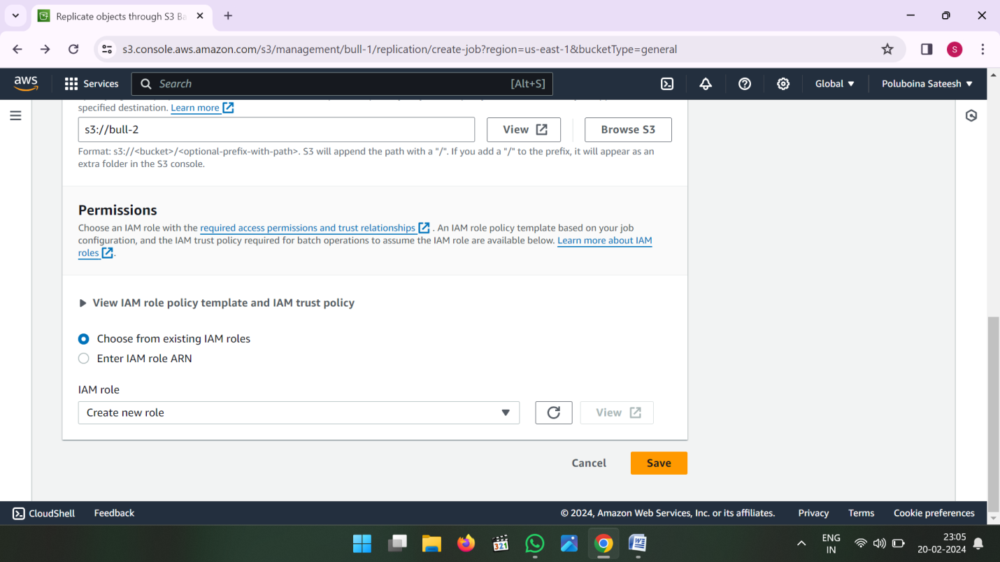 Replicate objects through S3 Ba
s3.console.aws.amazon.com/s3/management/bull-1/replication/create-job?region=us-east-1&bucketType=general
S
aws
Services
Search
[Alt+S]
Global
Poluboina Sateesh
specified destination. Learn more
s3://bull-2
View
Browse S3
Format: s3://<bucket>/<optional-prefix-with-path>. S3 will append the path with a "/". If you add a "/" to the prefix, it will appear as an
extra folder in the S3 console.
Permissions
Choose an IAM role with the required access permissions and trust relationships . An IAM role policy template based on your job
configuration, and the IAM trust policy required for batch operations to assume the IAM role are available below. Learn more about IAM
roles .
View IAM role policy template and IAM trust policy
Choose from existing IAM roles
Enter IAM role ARN
IAM role
Create new role
View
Cancel
Save
CloudShell
Feedback
© 2024, Amazon Web Services, Inc. or its affiliates.
Privacy
Terms
Cookie preferences
321
ENG
IN
23:05
20-02-2024